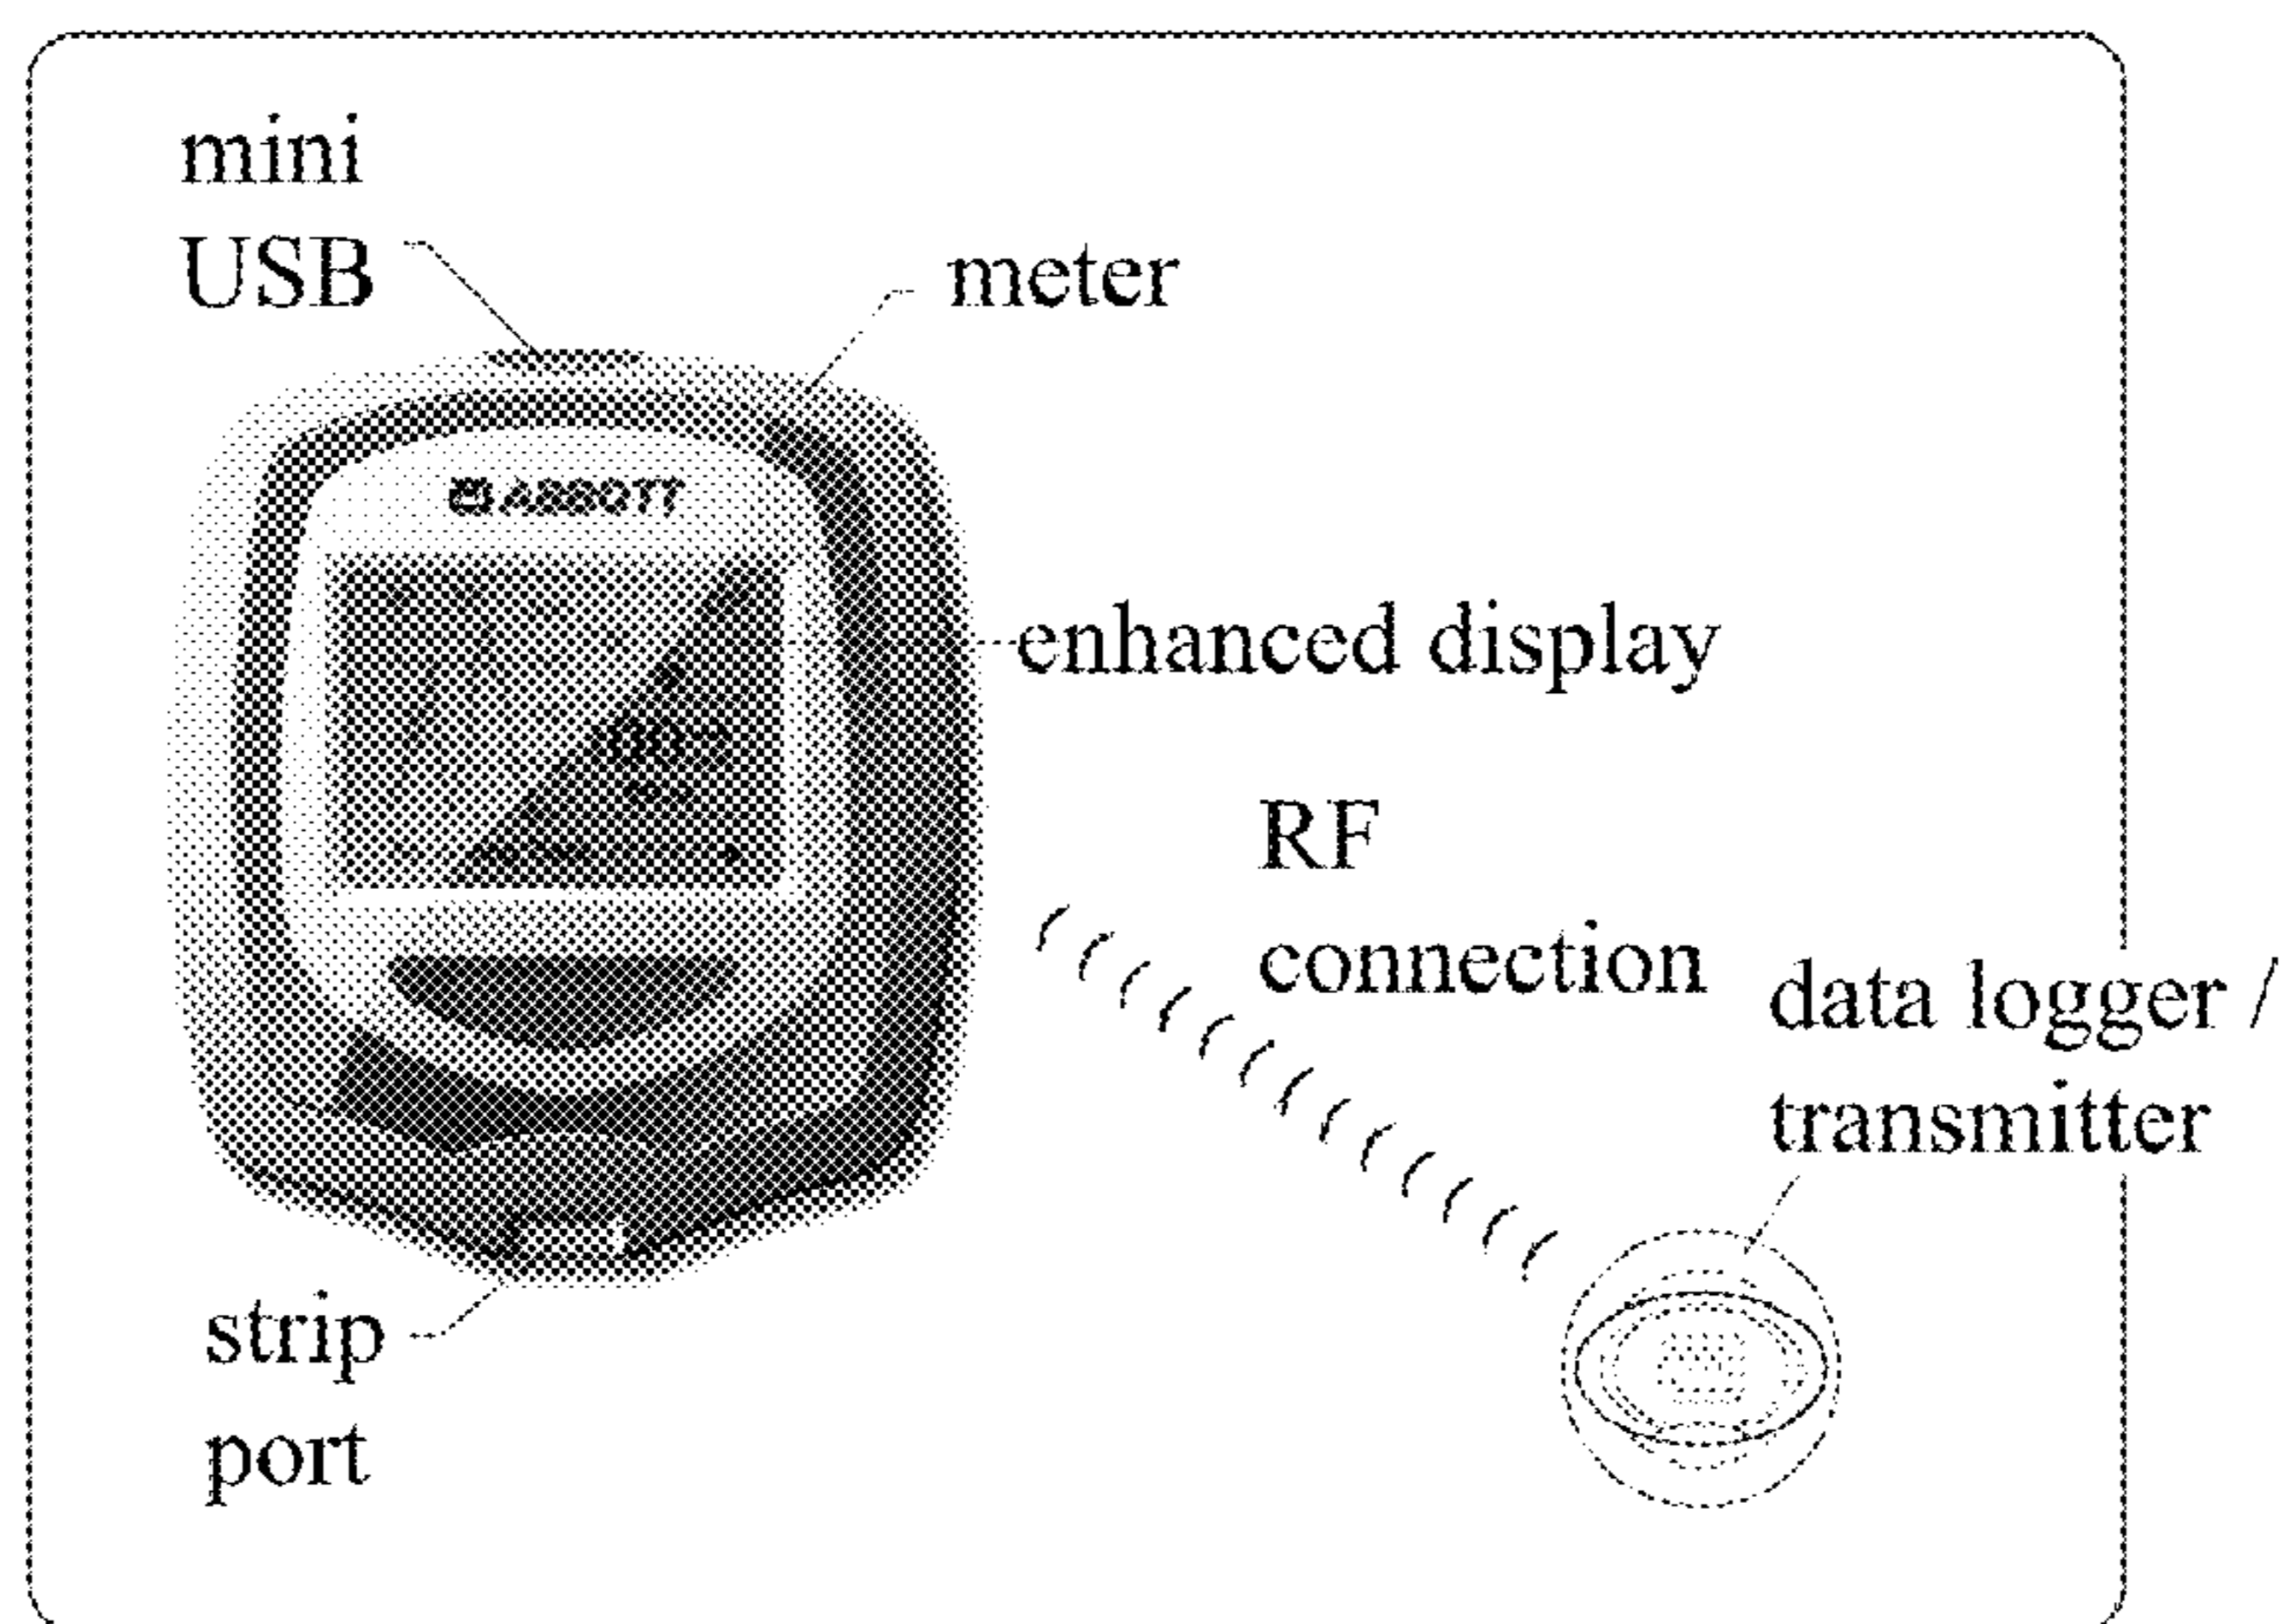 mini
USB
meter
ABBOTT
enhanced display
RF
connection
data logger /
transmitter
strip
port